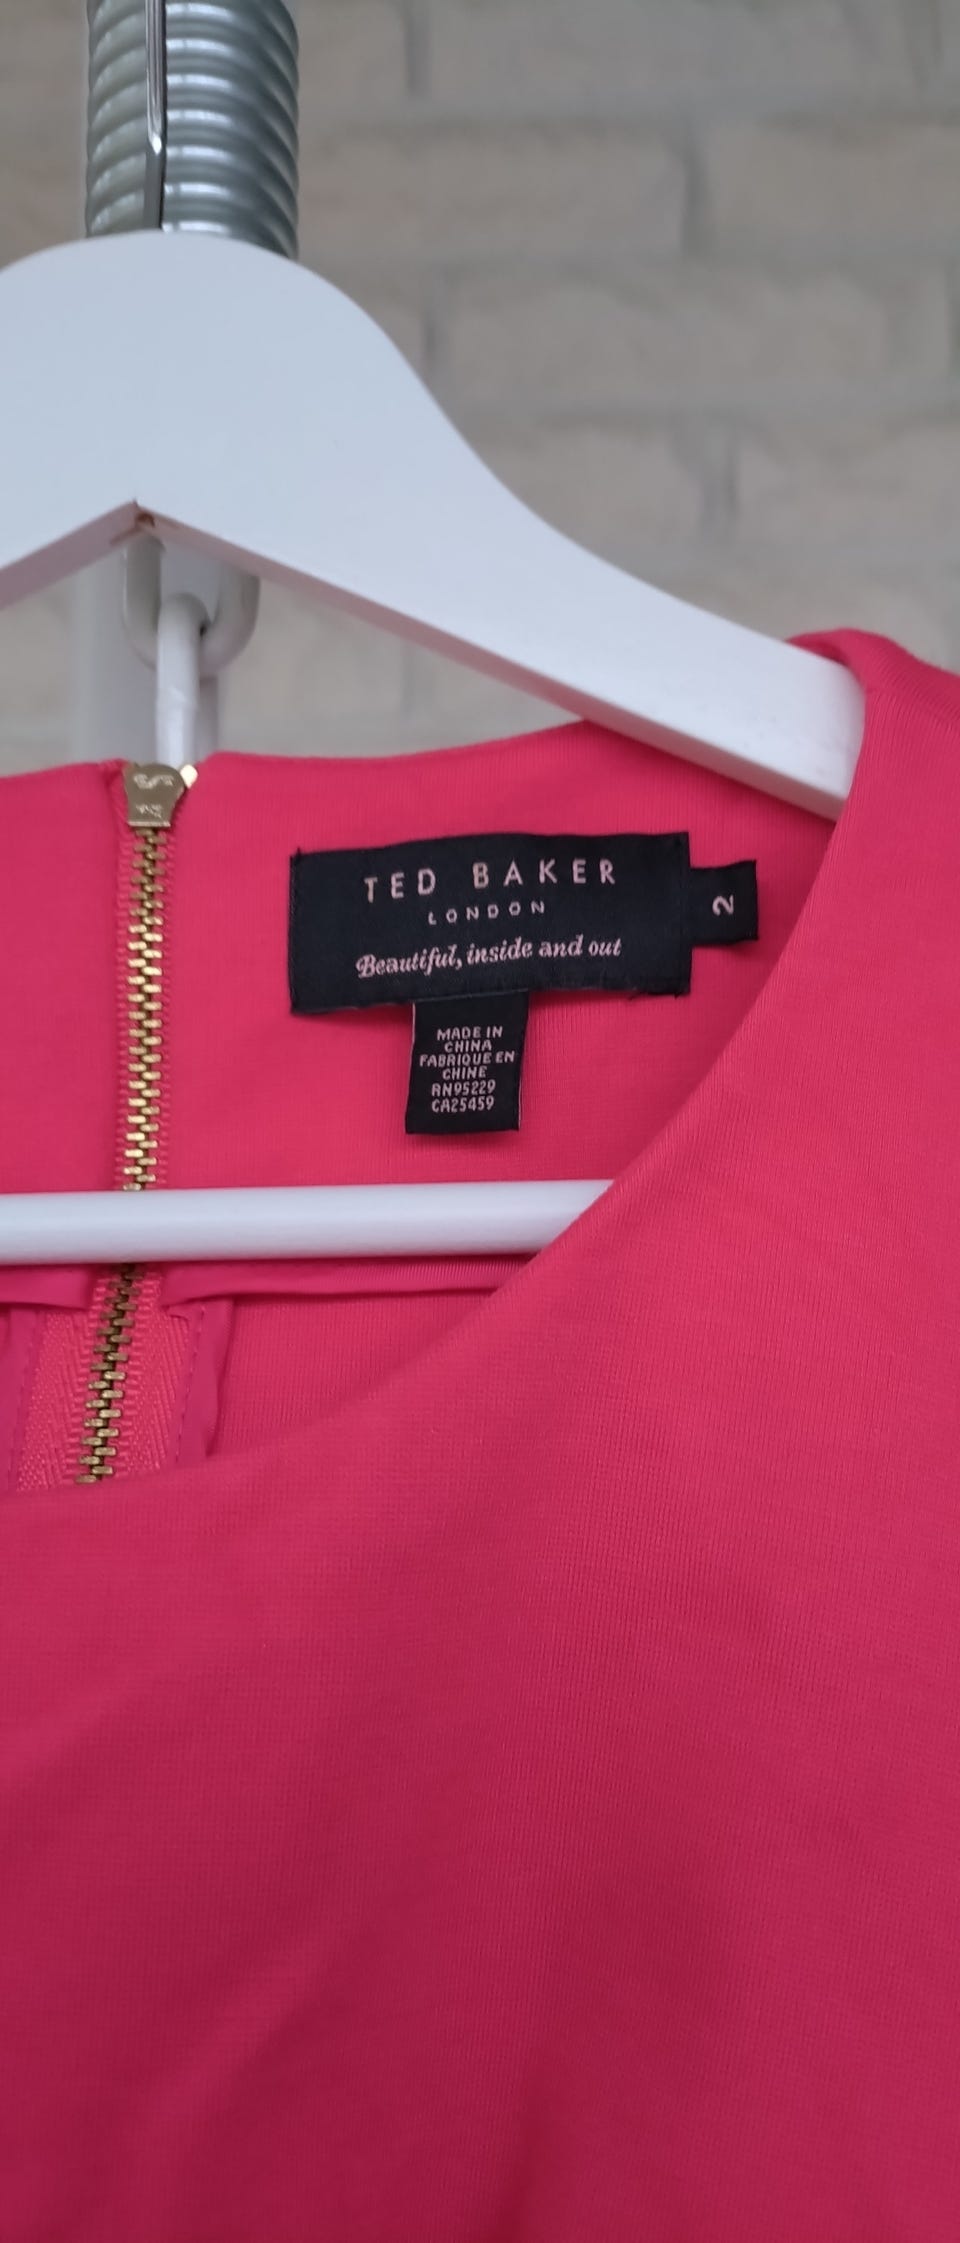 TED BAKER
LONDON
Beautiful, inside and out
2
MADE IN
CHINA
FABRIQUE EN
CHINE
RN95229
CA25459